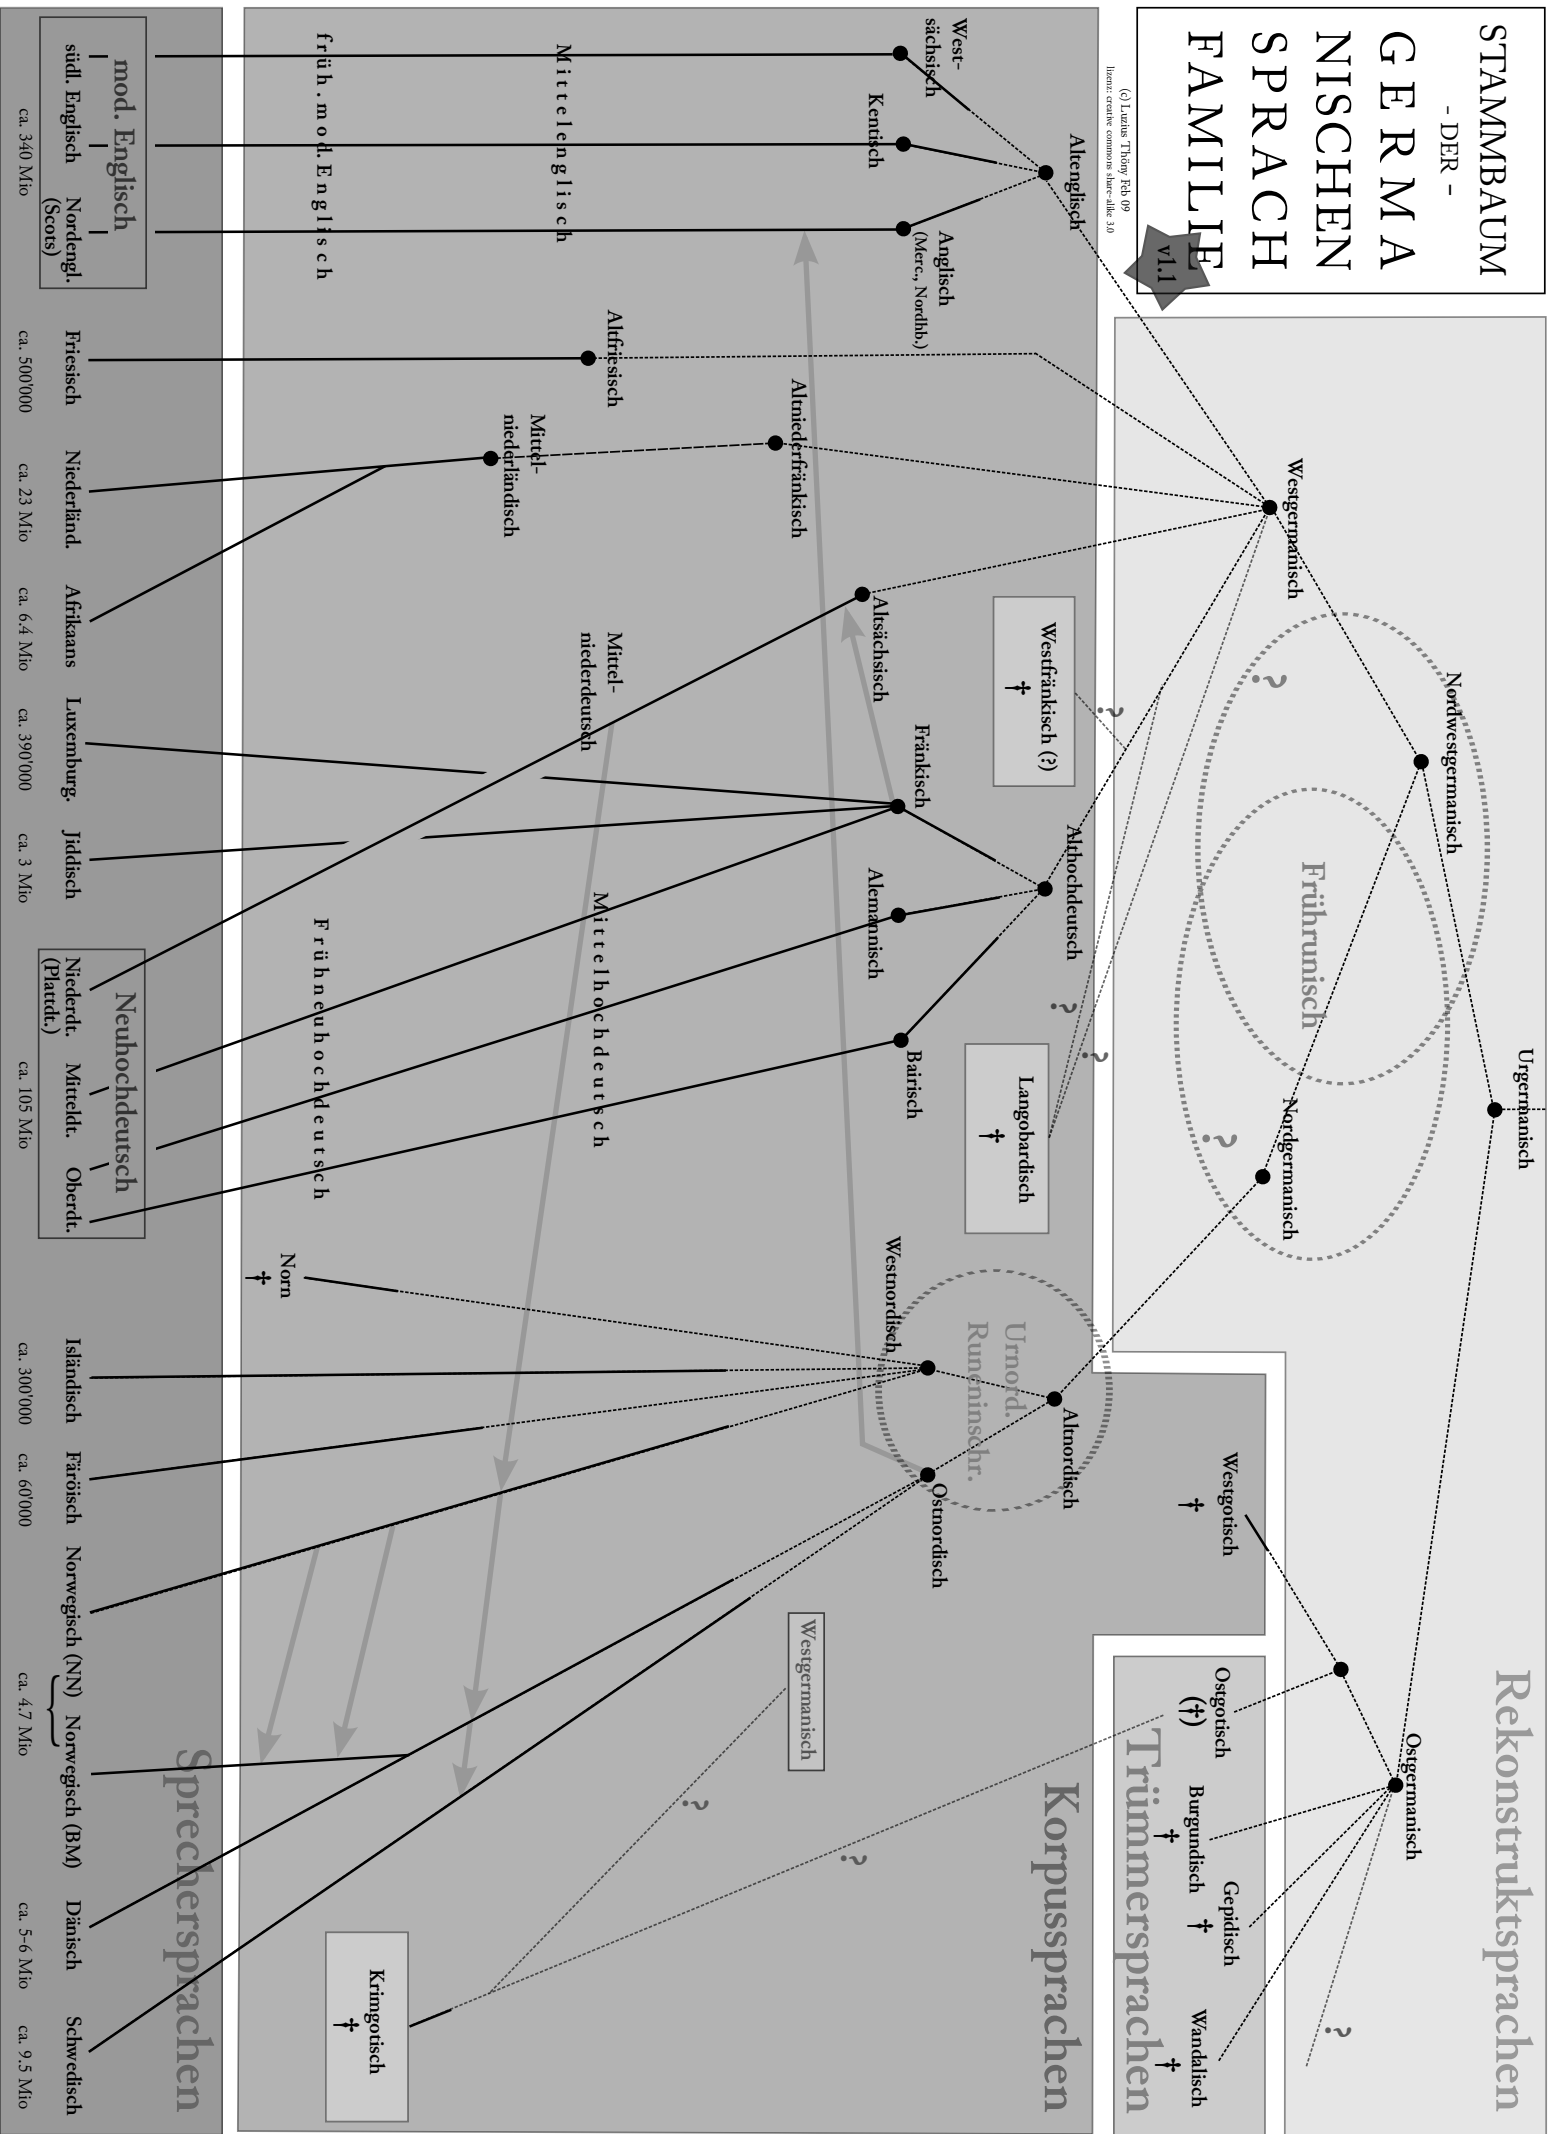 STAMMBAUM
- DER -
GERMA
NISCHEN
SPRACH
FAMILIE
v1.1
(c) Luzius Thöny Feb 09
lizenz: creative commons share-alike 3.0
Rekonstruktsprachen
Urgermanisch
Nordwestgermanisch
Ostgermanisch
Westgermanisch
Frührunisch
Nordgermanisch
?
?
?
Trümmersprachen
Westgotisch
†
Ostgotisch
(†)
Burgundisch
†
Gepidisch
†
Wandalisch
†
Korpussprachen
Altenglisch
West-
sächsisch
Kentisch
Anglisch
(Merc., Nordhb.)
Westfränkisch (?)
†
?
Althochdeutsch
Fränkisch
Alemannisch
Bairisch
Langobardisch
†
?
?
Altnordisch
Urnord.
Runeninschr.
Westnordisch
Ostnordisch
Altsächsisch
Altniederfränkisch
Altfriesisch
Mittel-
niederländisch
Mittel-
niederdeutsch
Mittelenglisch
Mittelhochdeutsch
Westgermanisch
?
?
Krimgotisch
†
früh.mod.Englisch
Frühneuhochdeutsch
Norn
†
Sprechersprachen
mod. Englisch
südl. Englisch
Nordengl.
(Scots)
ca. 340 Mio
Friesisch
ca. 500'000
Niederländ.
ca. 23 Mio
Afrikaans
ca. 6.4 Mio
Luxemburg.
ca. 390'000
Jiddisch
ca. 3 Mio
Neuhochdeutsch
Niederdt.
(Plattdt.)
Mitteldt.
Oberdt.
ca. 105 Mio
Isländisch
ca. 300'000
Färöisch
ca. 60'000
Norwegisch (NN)
Norwegisch (BM)
ca. 4.7 Mio
Dänisch
ca. 5-6 Mio
Schwedisch
ca. 9.5 Mio